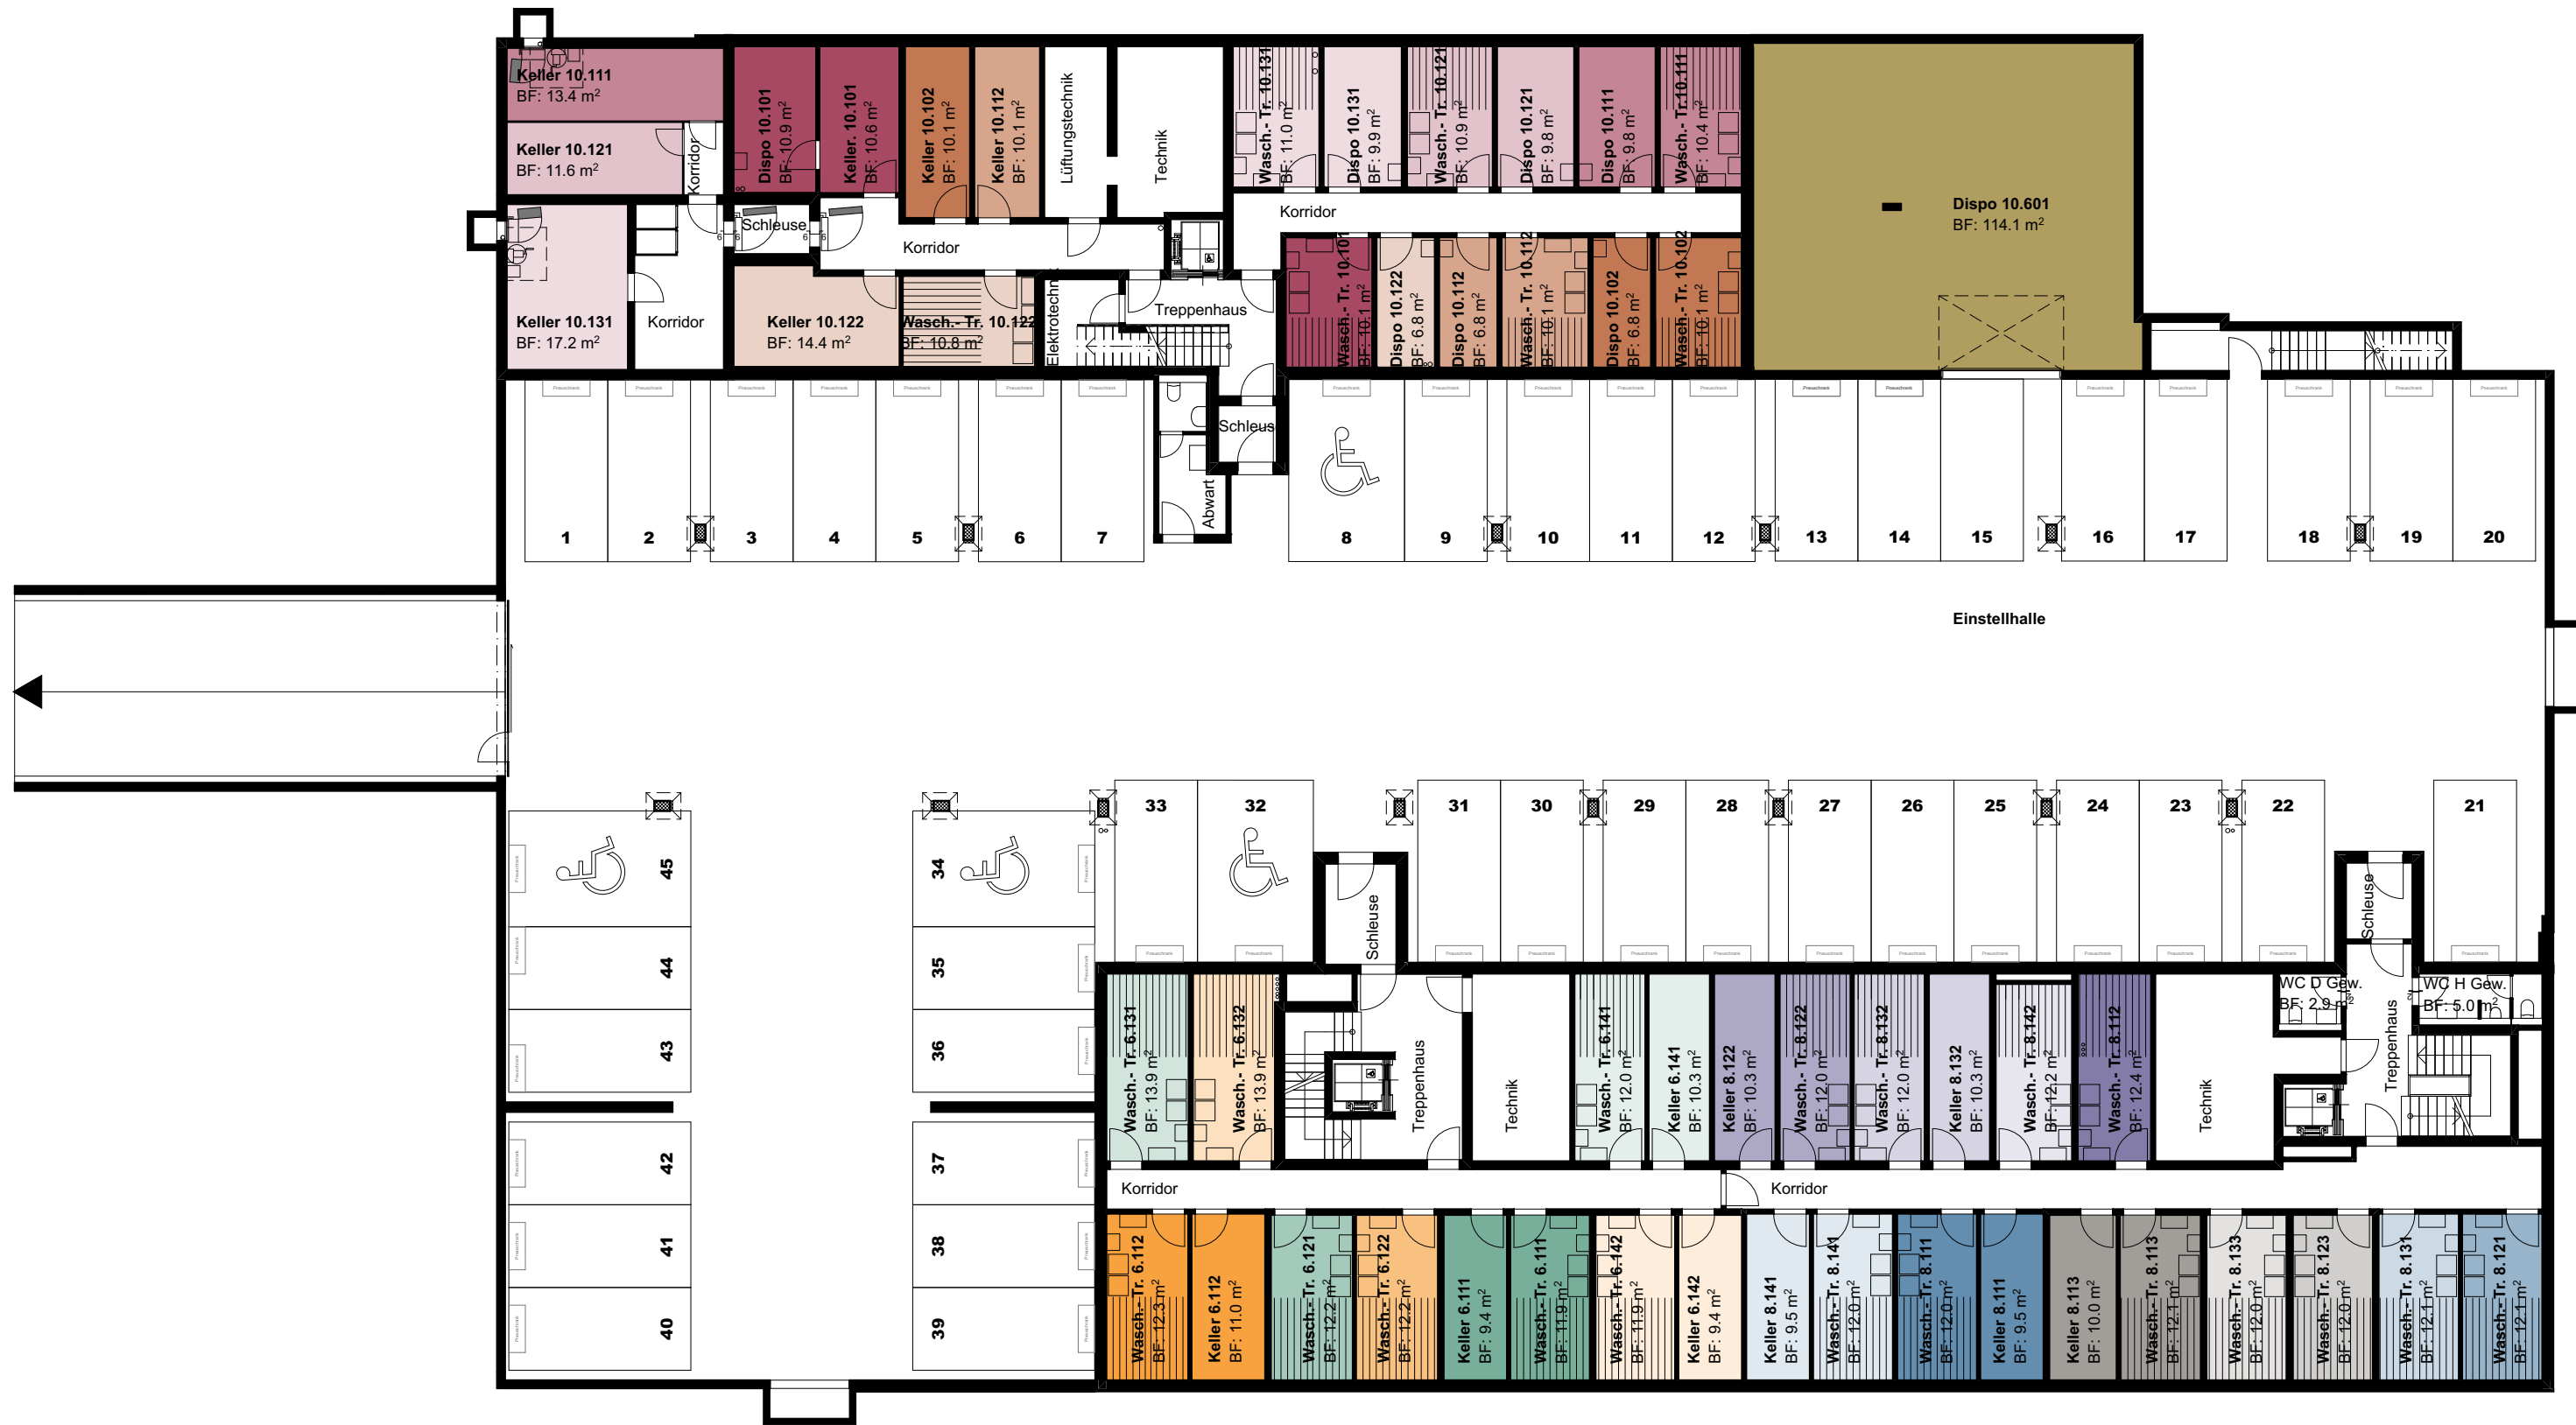 Keller 10.111
BF: 13.4 m²
Keller 10.121
BF: 11.6 m²
Korridor
Dispo 10.101
BF: 10.9 m²
Keller. 10.101
BF: 10.6 m²
Keller 10.102
BF: 10.1 m²
Keller 10.112
BF: 10.1 m²
Lüftungstechnik
Technik
Wasch.- Tr. 10.131
BF: 11.0 m²
Dispo 10.131
BF: 9.9 m²
Wasch.- Tr. 10.121
BF: 10.9 m²
Dispo 10.121
BF: 9.8 m²
Dispo 10.111
BF: 9.8 m²
Wasch.- Tr.10.111
BF: 10.4 m²
Dispo 10.601
BF: 114.1 m²
Schleuse
Korridor
Korridor
Keller 10.131
BF: 17.2 m²
Korridor
Keller 10.122
BF: 14.4 m²
Wasch.- Tr. 10.122
BF: 10.8 m²
Elektrotechnik
Treppenhaus
Wasch.- Tr. 10.101
BF: 10.1 m²
Dispo 10.122
BF: 6.8 m²
Dispo 10.112
BF: 6.8 m²
Wasch.- Tr. 10.112
BF: 10.1 m²
Dispo 10.102
BF: 6.8 m²
Wasch.- Tr. 10.102
BF: 10.1 m²
Schleus
Abwart
1
2
3
4
5
6
7
8
9
10
11
12
13
14
15
16
17
18
19
20
Einstellhalle
33
32
31
30
29
28
27
26
25
24
23
22
21
45
34
44
35
43
36
42
37
41
38
40
39
Schleuse
Schleuse
Wasch.- Tr. 6.131
BF: 13.9 m²
Wasch.- Tr. 6.132
BF: 13.9 m²
Treppenhaus
Technik
Wasch.- Tr. 6.141
BF: 12.0 m²
Keller 6.141
BF: 10.3 m²
Keller 8.122
BF: 10.3 m²
Wasch.- Tr. 8.122
BF: 12.0 m²
Wasch.- Tr. 8.132
BF: 12.0 m²
Keller 8.132
BF: 10.3 m²
Wasch.- Tr. 8.142
BF: 12.2 m²
Wasch.- Tr. 8.112
BF: 12.4 m²
Technik
WC D Gew.
BF: 2.9 m²
WC H Gew.
BF: 5.0 m²
Treppenhaus
Korridor
Korridor
Wasch.- Tr. 6.112
BF: 12.3 m²
Keller 6.112
BF: 11.0 m²
Wasch.- Tr. 6.121
BF: 12.2 m²
Wasch.- Tr. 6.122
BF: 12.2 m²
Keller 6.111
BF: 9.4 m²
Wasch.- Tr. 6.111
BF: 11.9 m²
Wasch.- Tr. 6.142
BF: 11.9 m²
Keller 6.142
BF: 9.4 m²
Keller 8.141
BF: 9.5 m²
Wasch.- Tr. 8.141
BF: 12.0 m²
Wasch.- Tr. 8.111
BF: 12.0 m²
Keller 8.111
BF: 9.5 m²
Keller 8.113
BF: 10.0 m²
Wasch.- Tr. 8.113
BF: 12.1 m²
Wasch.- Tr. 8.133
BF: 12.0 m²
Wasch.- Tr. 8.123
BF: 12.0 m²
Wasch.- Tr. 8.131
BF: 12.1 m²
Wasch.- Tr. 8.121
BF: 12.1 m²